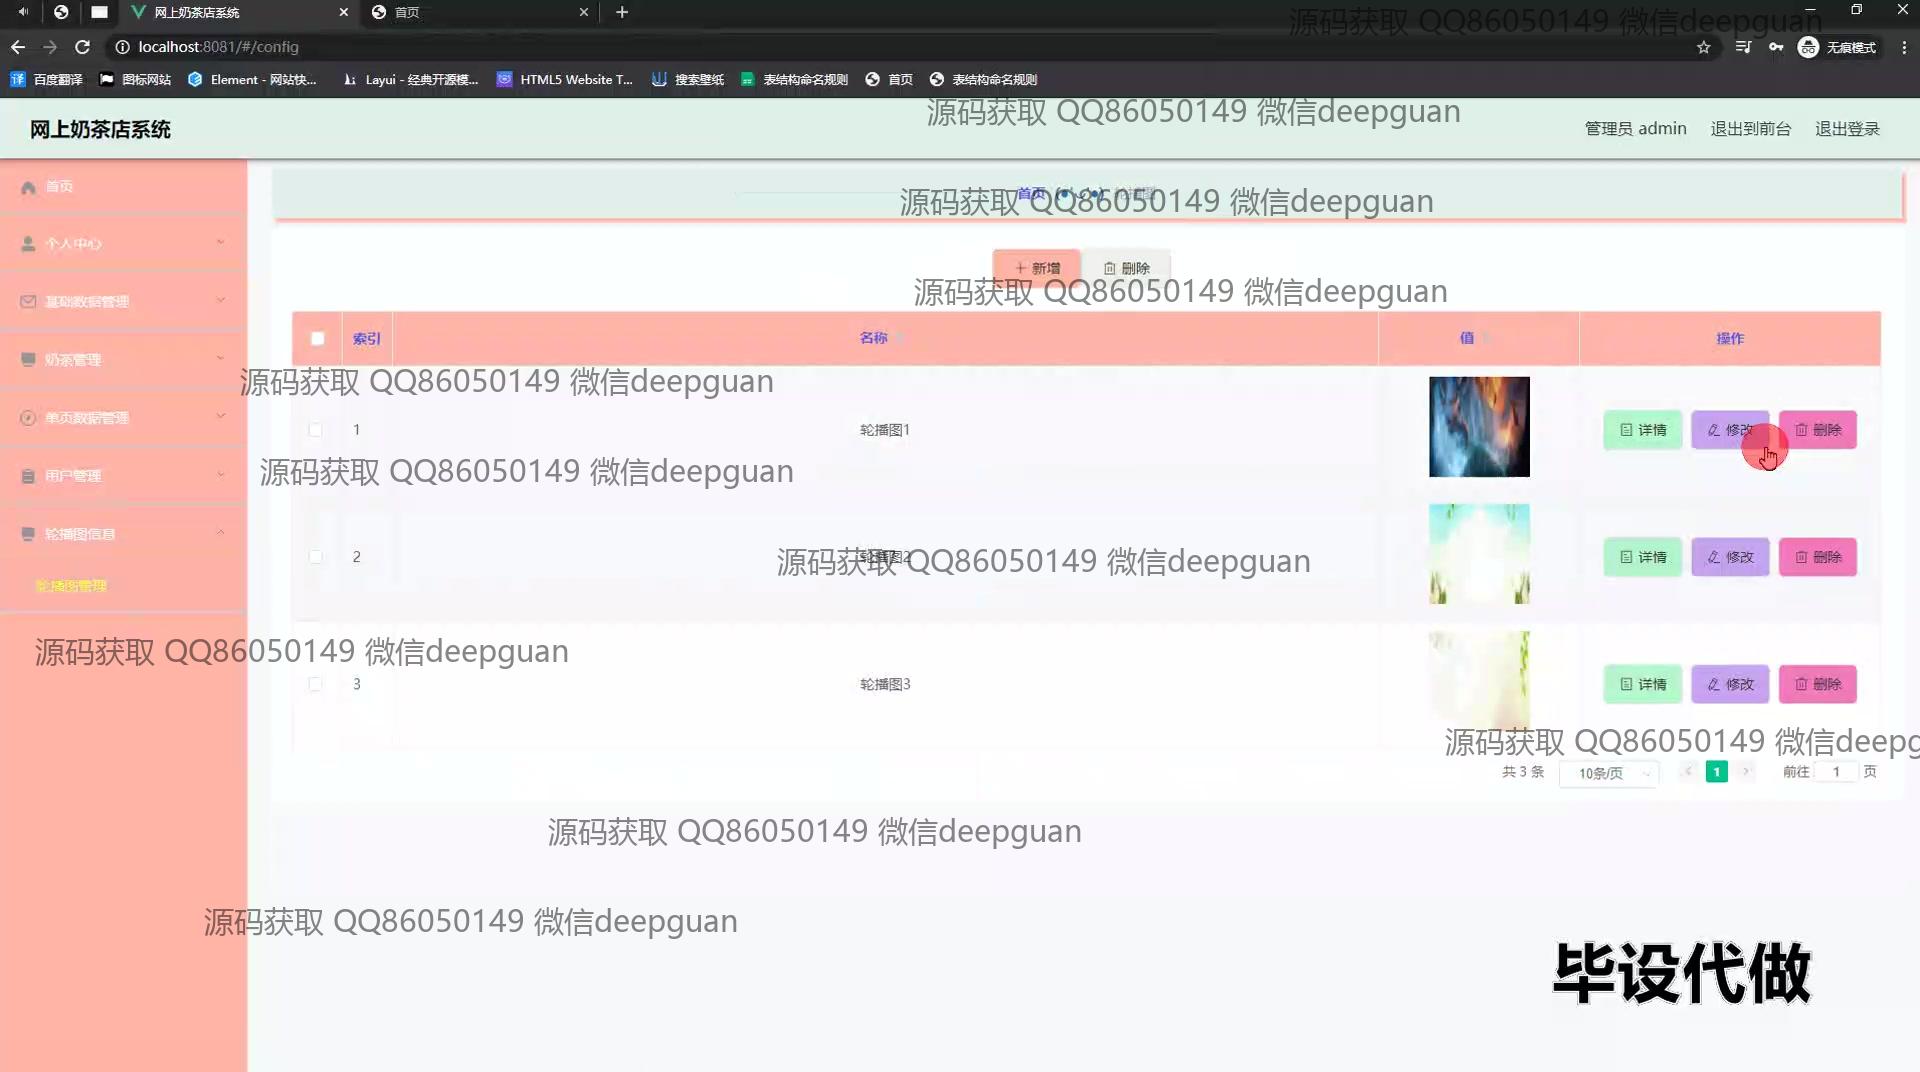 网上奶茶店系统
首页
localhost:8081/#/config
无痕模式
百度翻译
图标网站
Element - 网站快...
Layui - 经典开源模...
HTML5 Website T...
搜索壁纸
表结构命名规则
首页
表结构命名规则
源码获取 QQ86050149 微信deepguan
源码获取 QQ86050149 微信deepguan
网上奶茶店系统
管理员 admin
退出到前台
退出登录
首页
个人中心
基础数据管理
奶茶管理
单页数据管理
用户管理
轮播图信息
轮播图管理
首页 (●'◡'●) 轮播图
源码获取 QQ86050149 微信deepguan
新增
删除
源码获取 QQ86050149 微信deepguan
索引 名称 值 操作
源码获取 QQ86050149 微信deepguan
1 轮播图1 详情 修改 删除
源码获取 QQ86050149 微信deepguan
2 轮播图2 详情 修改 删除
源码获取 QQ86050149 微信deepguan
源码获取 QQ86050149 微信deepguan
3 轮播图3 详情 修改 删除
源码获取 QQ86050149 微信deepg
共 3 条 10条/页 1 前往 1 页
源码获取 QQ86050149 微信deepguan
源码获取 QQ86050149 微信deepguan
毕设代做